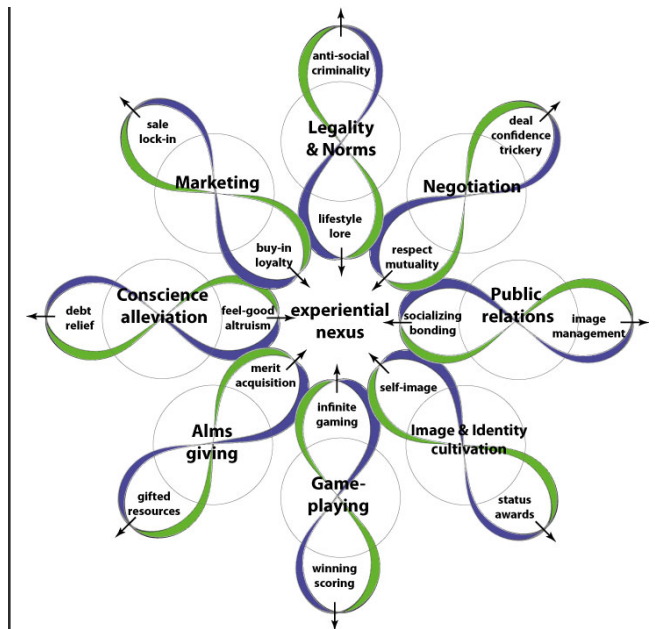 anti-social
criminality
Legality
& Norms
lifestyle
lore
deal
confidence
trickery
Negotiation
respect
mutuality
sale
lock-in
Marketing
buy-in
loyalty
Conscience
alleviation
debt
relief
feel-good
altruism
experiential
nexus
Public
relations
socializing
bonding
image
management
merit
acquisition
Alms
giving
gifted
resources
infinite
gaming
Game-
playing
winning
scoring
self-image
Image & Identity
cultivation
status
awards